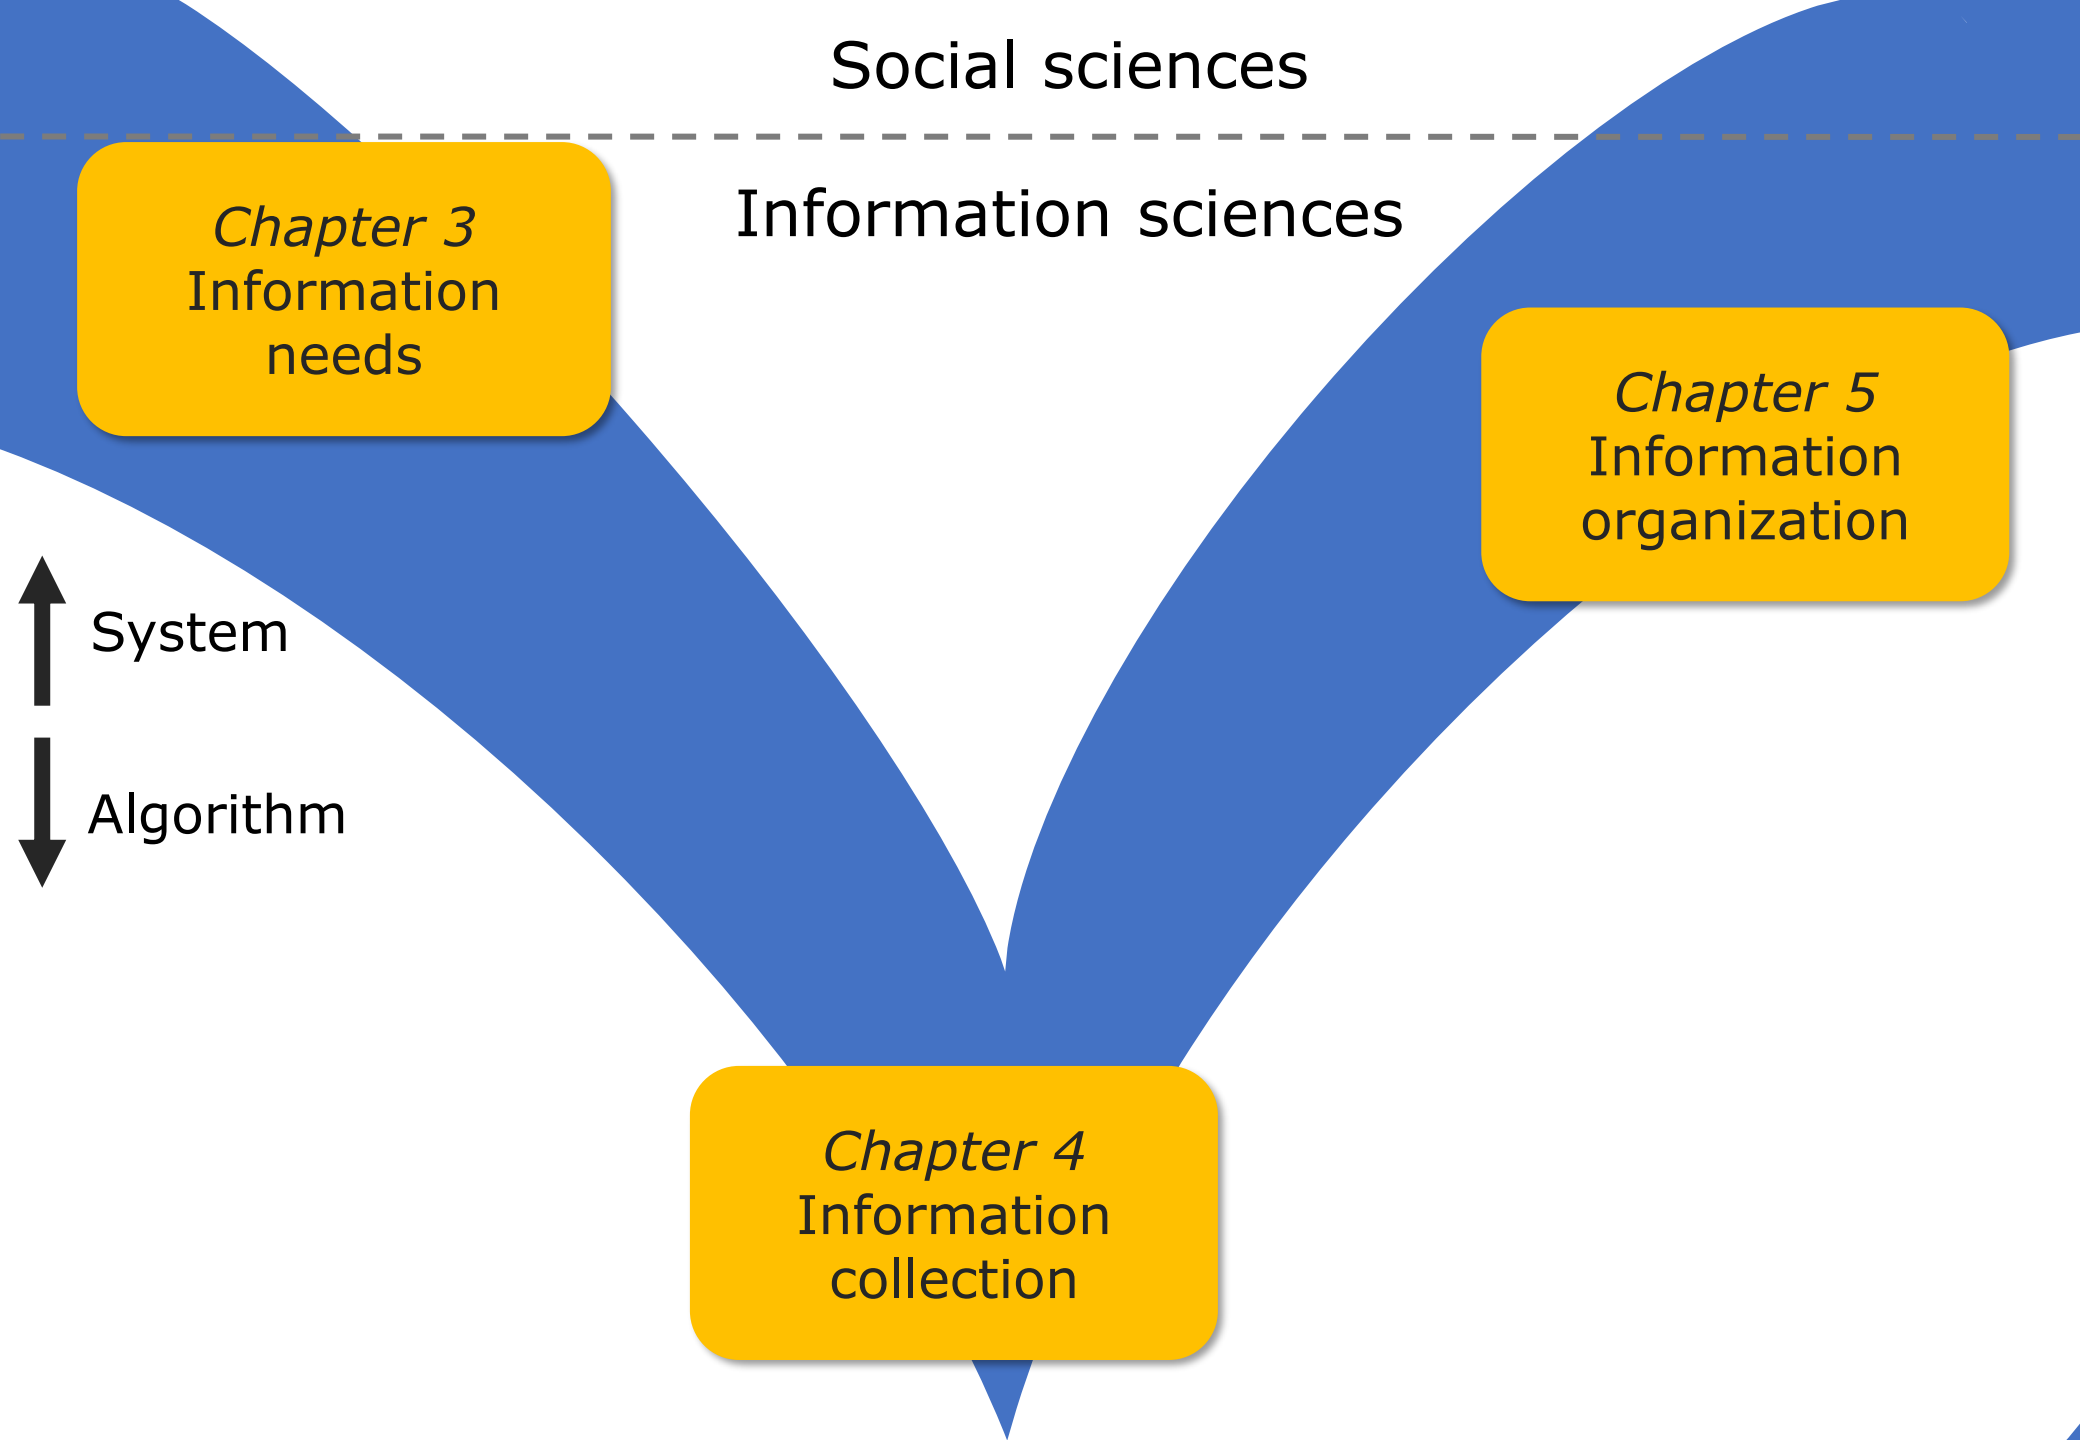 Social sciences
Information sciences
Chapter 3
Information
needs
Chapter 5
Information
organization
System
Algorithm
Chapter 4
Information
collection